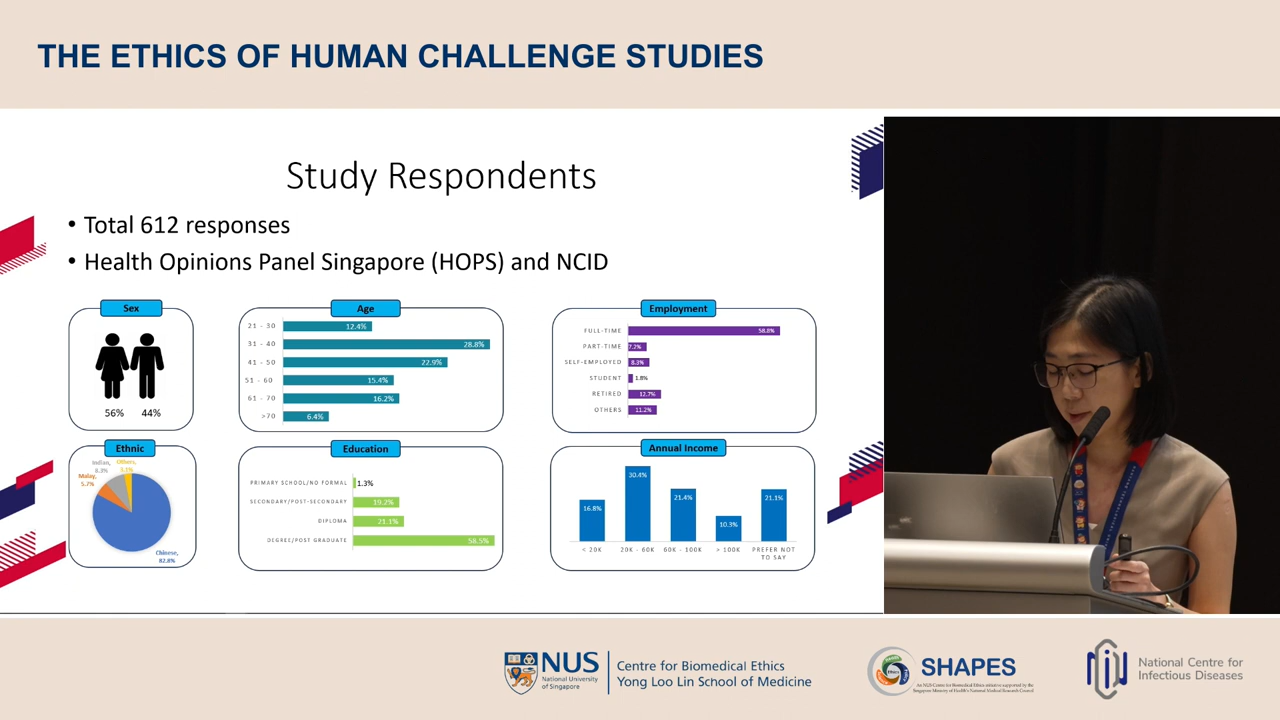 THE ETHICS OF HUMAN CHALLENGE STUDIES
Study Respondents
• Total 612 responses
• Health Opinions Panel Singapore (HOPS) and NCID
Sex
56% 44%
Age
21 - 30 12.4%
31 - 40 28.8%
41 - 50 22.9%
51 - 60 15.4%
61 - 70 16.2%
>70 6.4%
Employment
FULL-TIME 58.8%
PART-TIME 7.2%
SELF-EMPLOYED 8.3%
STUDENT 1.8%
RETIRED 12.7%
OTHERS 11.2%
Ethnic
Indian, 8.3%
Others, 3.1%
Malay, 5.7%
Chinese, 82.8%
Education
PRIMARY SCHOOL/NO FORMAL 1.3%
SECONDARY/POST-SECONDARY 19.2%
DIPLOMA 21.1%
DEGREE/POST GRADUATE 58.5%
Annual Income
16.8% 30.4% 21.4% 10.3% 21.1%
< 20K 20K - 60K 60K - 100K > 100K PREFER NOT TO SAY
NUS
National University
of Singapore
Centre for Biomedical Ethics
Yong Loo Lin School of Medicine
SHAPES
An NUS Centre for Biomedical Ethics initiative supported by the
Singapore Ministry of Health's National Medical Research Council
National Centre for
Infectious Diseases